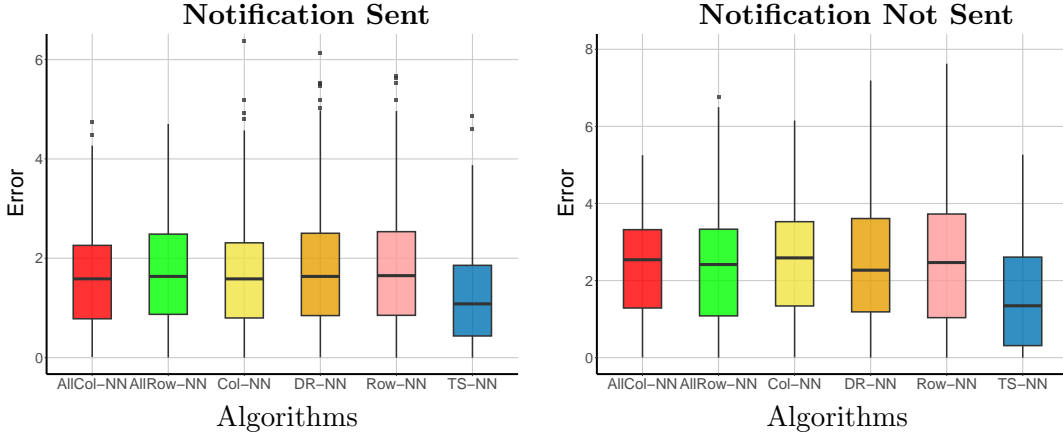 Notification Sent
Error
6
4
2
0
AllCol-NN AllRow-NN Col-NN DR-NN Row-NN TS-NN
Algorithms
Notification Not Sent
Error
8
6
4
2
0
AllCol-NN AllRow-NN Col-NN DR-NN Row-NN TS-NN
Algorithms